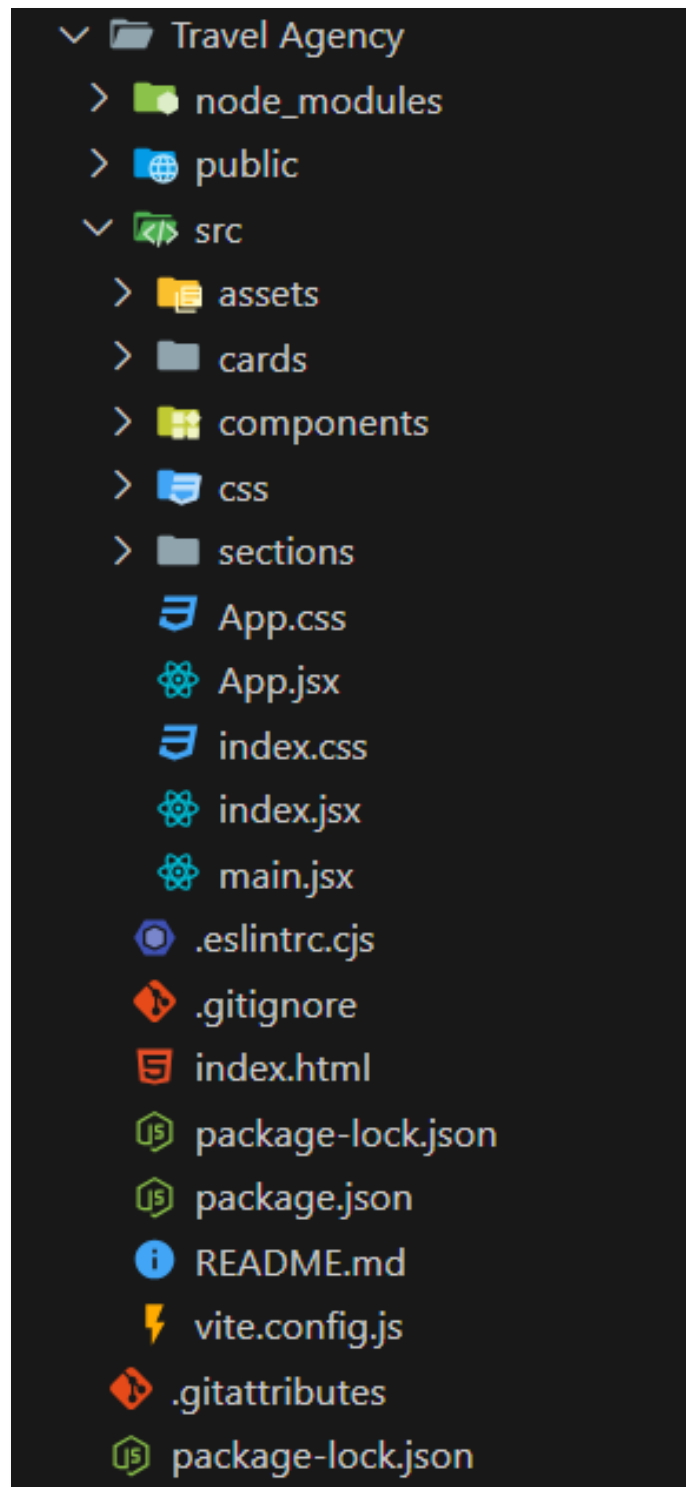 Travel Agency
node_modules
public
src
assets
cards
components
css
sections
App.css
App.jsx
index.css
index.jsx
main.jsx
.eslintrc.cjs
.gitignore
index.html
package-lock.json
package.json
README.md
vite.config.js
.gitattributes
package-lock.json